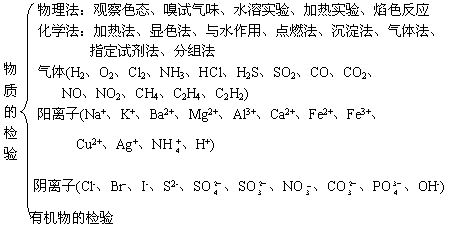 物质的检验
物理法：观察色态、嗅试气味、水溶实验、加热实验、焰色反应
化学法：加热法、显色法、与水作用、点燃法、沉淀法、气体法、
指定试剂法、分组法
气体(H₂、O₂、Cl₂、NH₃、HCl、H₂S、SO₂、CO、CO₂、
NO、NO₂、CH₄、C₂H₄、C₂H₂)
阳离子(Na⁺、K⁺、Ba²⁺、Mg²⁺、Al³⁺、Ca²⁺、Fe²⁺、Fe³⁺、
Cu²⁺、Ag⁺、NH₄⁺、H⁺)
阴离子(Cl⁻、Br⁻、I⁻、S²⁻、SO₄²⁻、SO₃²⁻、NO₃⁻、CO₃²⁻、PO₄³⁻、OH⁻)
有机物的检验